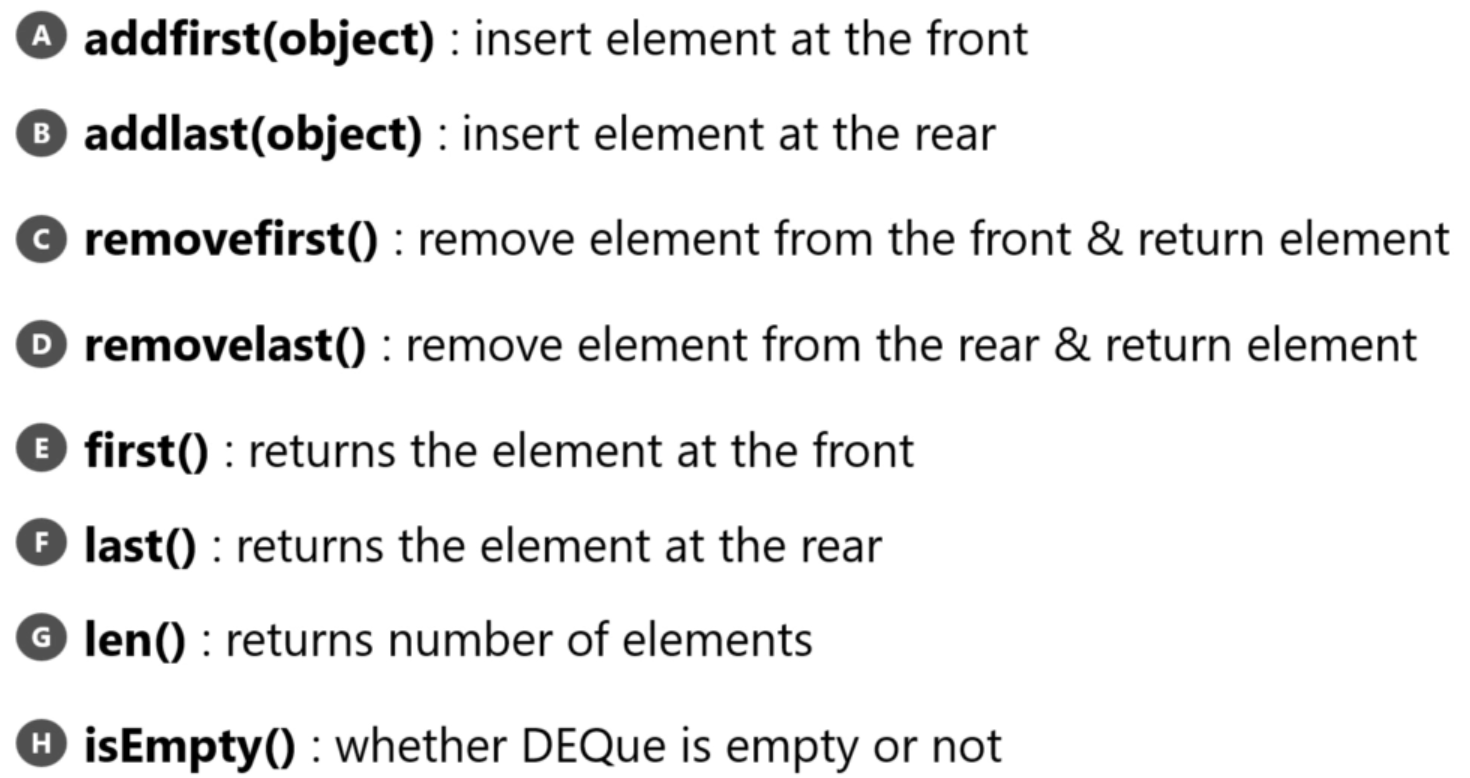 A addfirst(object) : insert element at the front
B addlast(object) : insert element at the rear
C removefirst() : remove element from the front & return element
D removelast() : remove element from the rear & return element
E first() : returns the element at the front
F last() : returns the element at the rear
G len() : returns number of elements
H isEmpty() : whether DEQue is empty or not